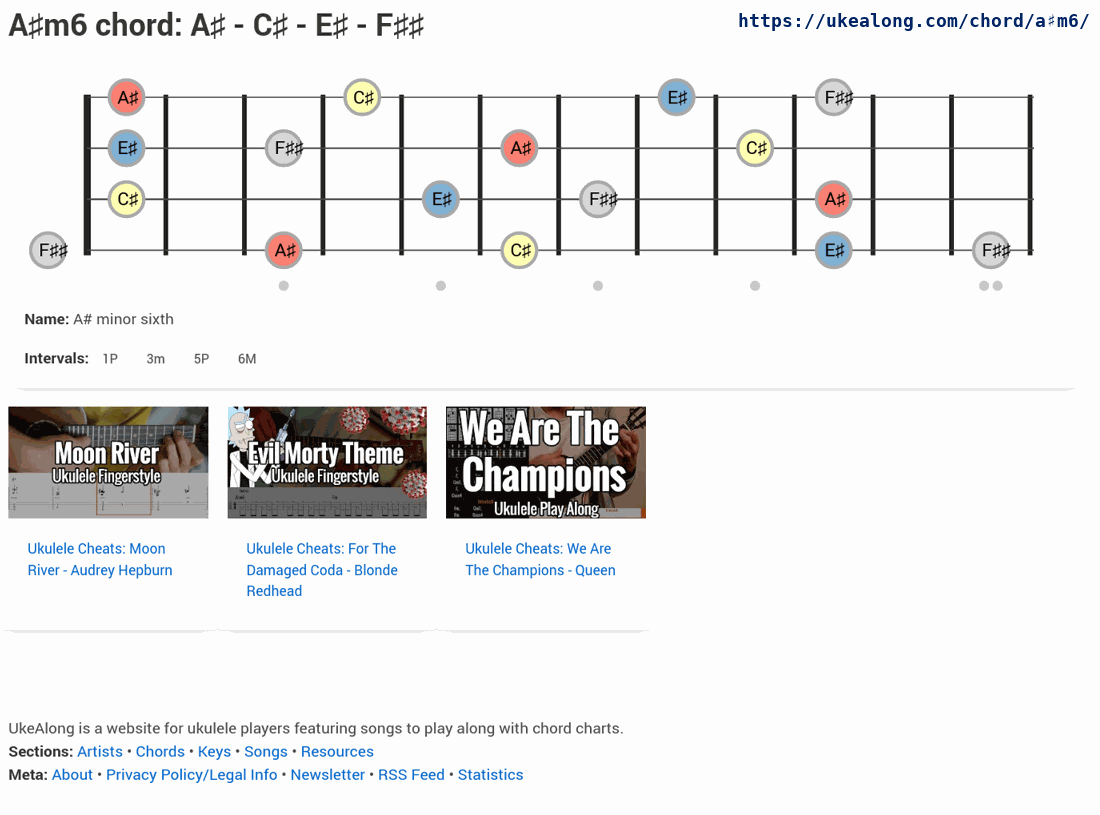 A♯m6 chord: A♯ - C♯ - E♯ - F♯♯
https://ukealong.com/chord/a♯m6/
A♯ C♯ E♯ F♯♯
E♯ F♯♯ A♯ C♯
C♯ E♯ F♯♯ A♯
F♯♯ A♯ C♯ E♯ F♯♯
Name: A# minor sixth
Intervals: 1P 3m 5P 6M
Moon River
Ukulele Fingerstyle
Evil Morty Theme
Ukulele Fingerstyle
We Are The
Champions
Ukulele Play Along
Ukulele Cheats: Moon
River - Audrey Hepburn
Ukulele Cheats: For The
Damaged Coda - Blonde
Redhead
Ukulele Cheats: We Are
The Champions - Queen
UkeAlong is a website for ukulele players featuring songs to play along with chord charts.
Sections: Artists • Chords • Keys • Songs • Resources
Meta: About • Privacy Policy/Legal Info • Newsletter • RSS Feed • Statistics